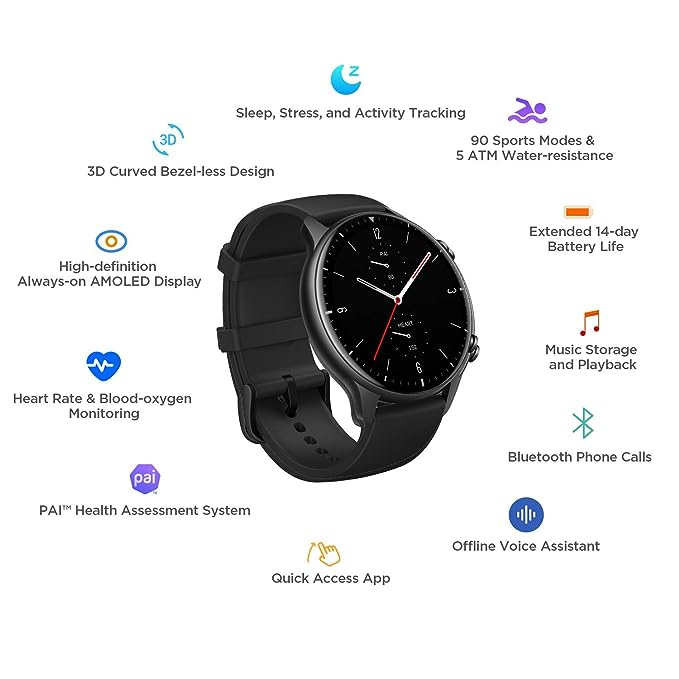 Z
Sleep, Stress, and Activity Tracking
90 Sports Modes &
5 ATM Water-resistance
3D
3D Curved Bezel-less Design
Extended 14-day
Battery Life
High-definition
Always-on AMOLED Display
12
PAI
80
3
HEART
132
6
9
Music Storage
and Playback
Heart Rate & Blood-oxygen
Monitoring
Bluetooth Phone Calls
pai
PAI™ Health Assessment System
Offline Voice Assistant
Quick Access App